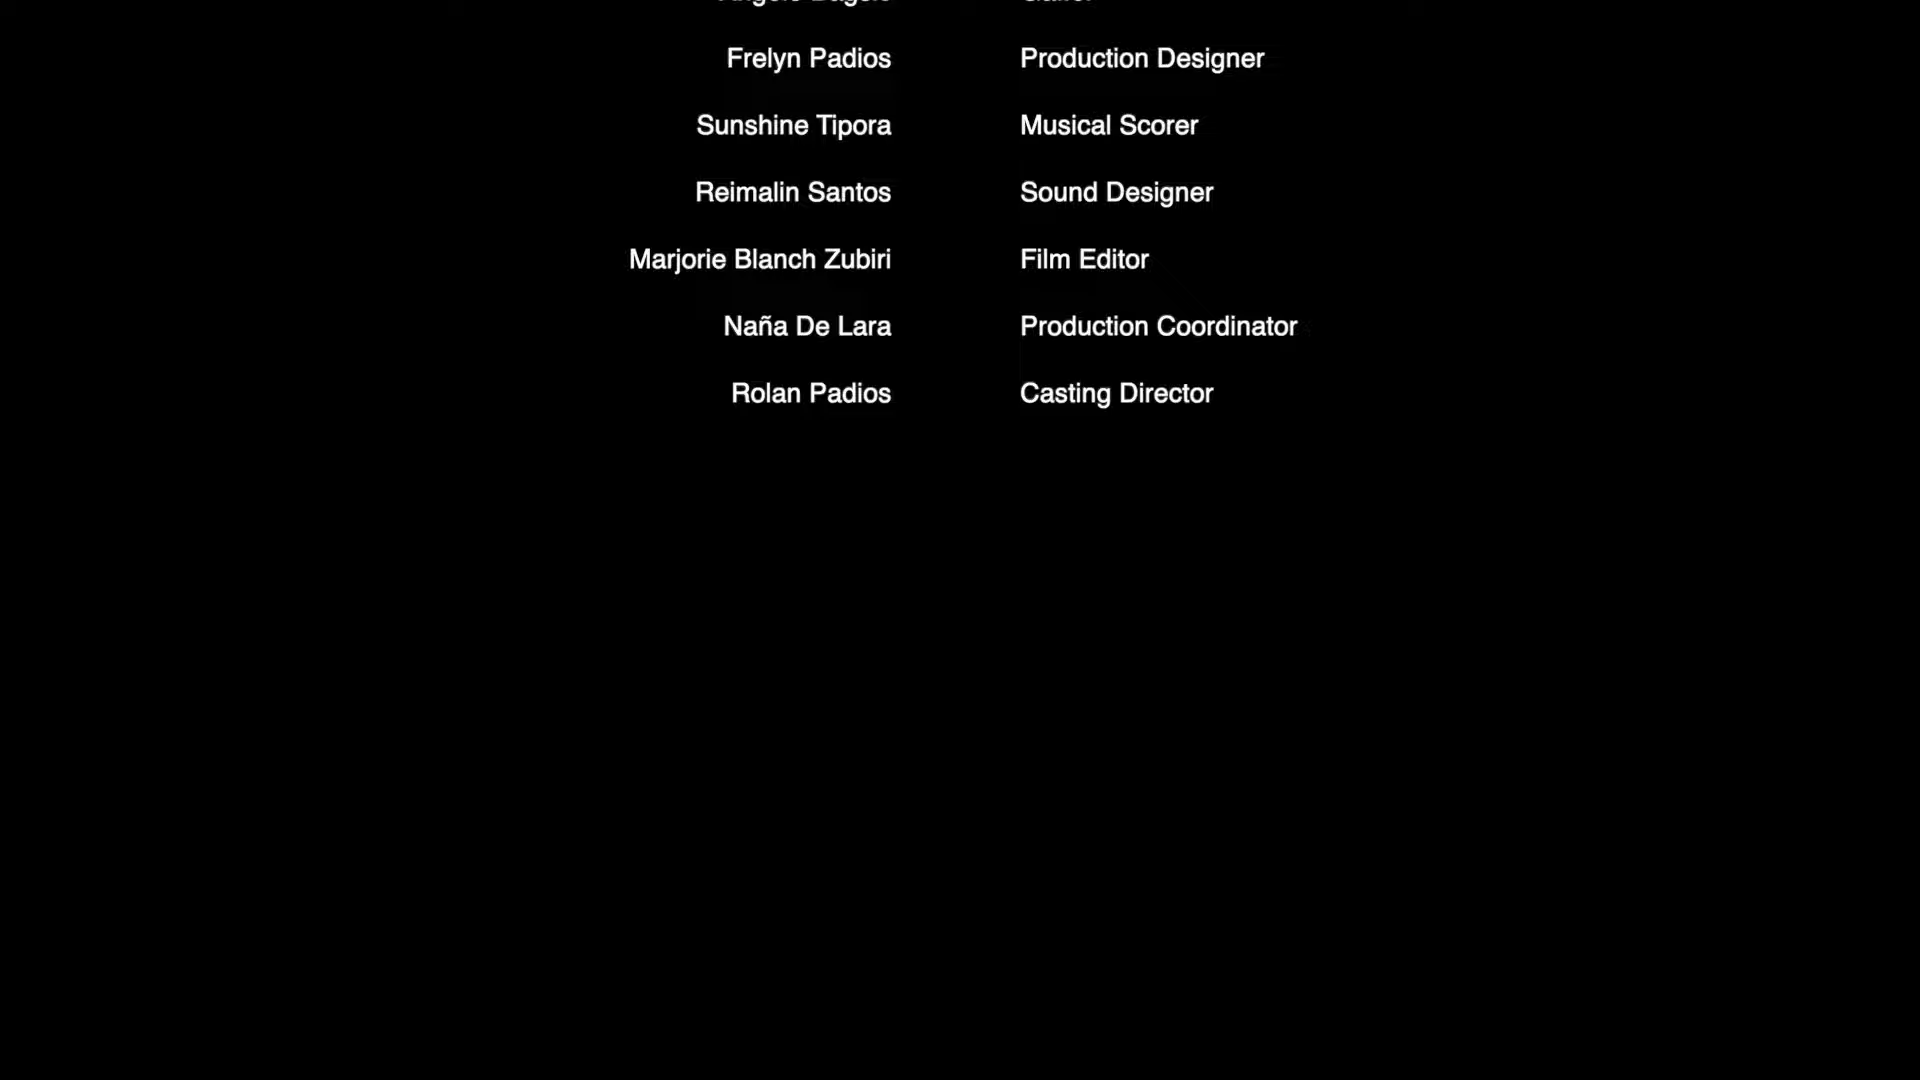 Frelyn Padios Production Designer
Sunshine Tipora Musical Scorer
Reimalin Santos Sound Designer
Marjorie Blanch Zubiri Film Editor
Naña De Lara Production Coordinator
Rolan Padios Casting Director